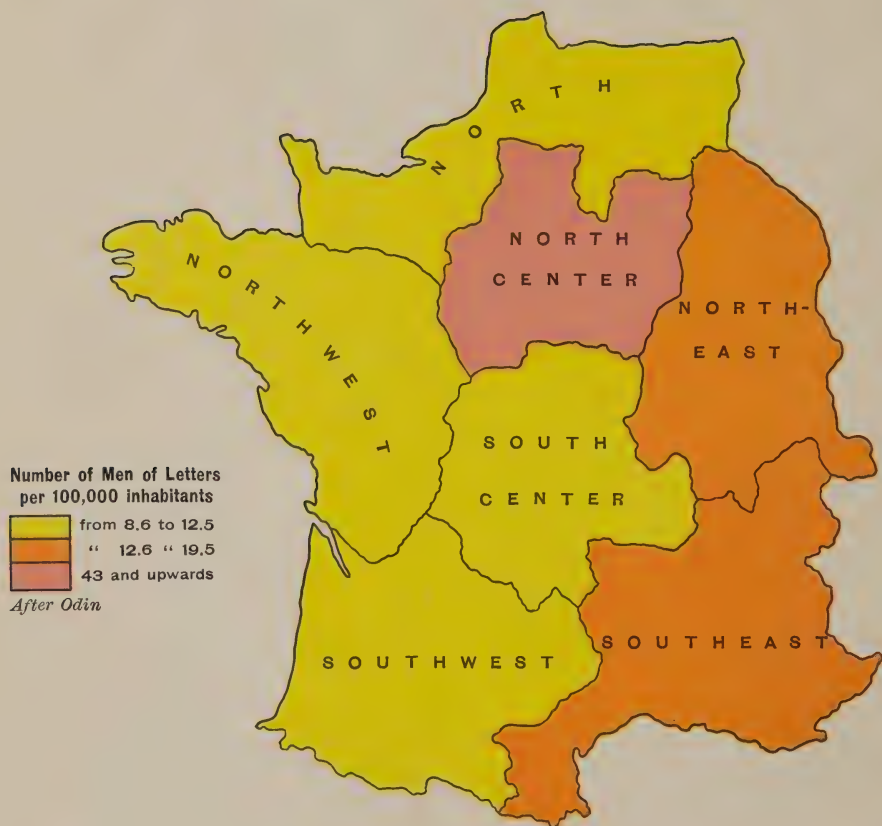 NORTH
NORTH
CENTER
NORTHWEST
NORTH-
EAST
SOUTH
CENTER
Number of Men of Letters
per 100,000 inhabitants
from 8.6 to 12.5
“ 12.6 “ 19.5
43 and upwards
After Odin
SOUTHEAST
SOUTHWEST